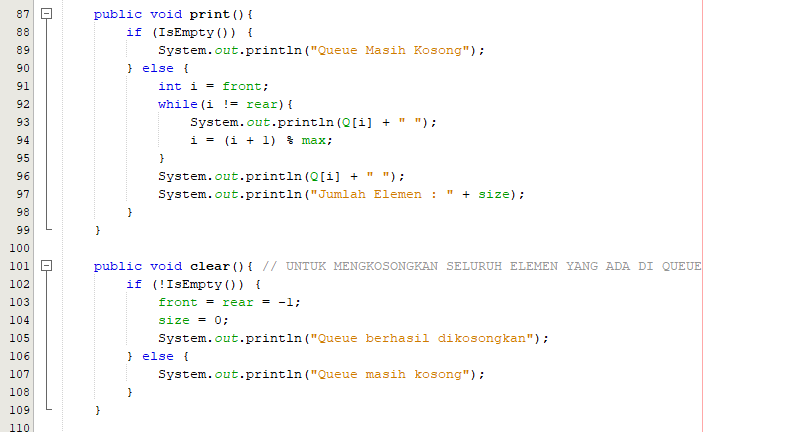 87 public void print(){
88 if (IsEmpty()) {
89 System.out.println("Queue Masih Kosong");
90 } else {
91 int i = front;
92 while(i != rear){
93 System.out.println(Q[i] + " ");
94 i = (i + 1) % max;
95 }
96 System.out.println(Q[i] + " ");
97 System.out.println("Jumlah Elemen : " + size);
98 }
99 }
100
101 public void clear(){ // UNTUK MENGKOSONGKAN SELURUH ELEMEN YANG ADA DI QUEUE
102 if (!IsEmpty()) {
103 front = rear = -1;
104 size = 0;
105 System.out.println("Queue berhasil dikosongkan");
106 } else {
107 System.out.println("Queue masih kosong");
108 }
109 }
110